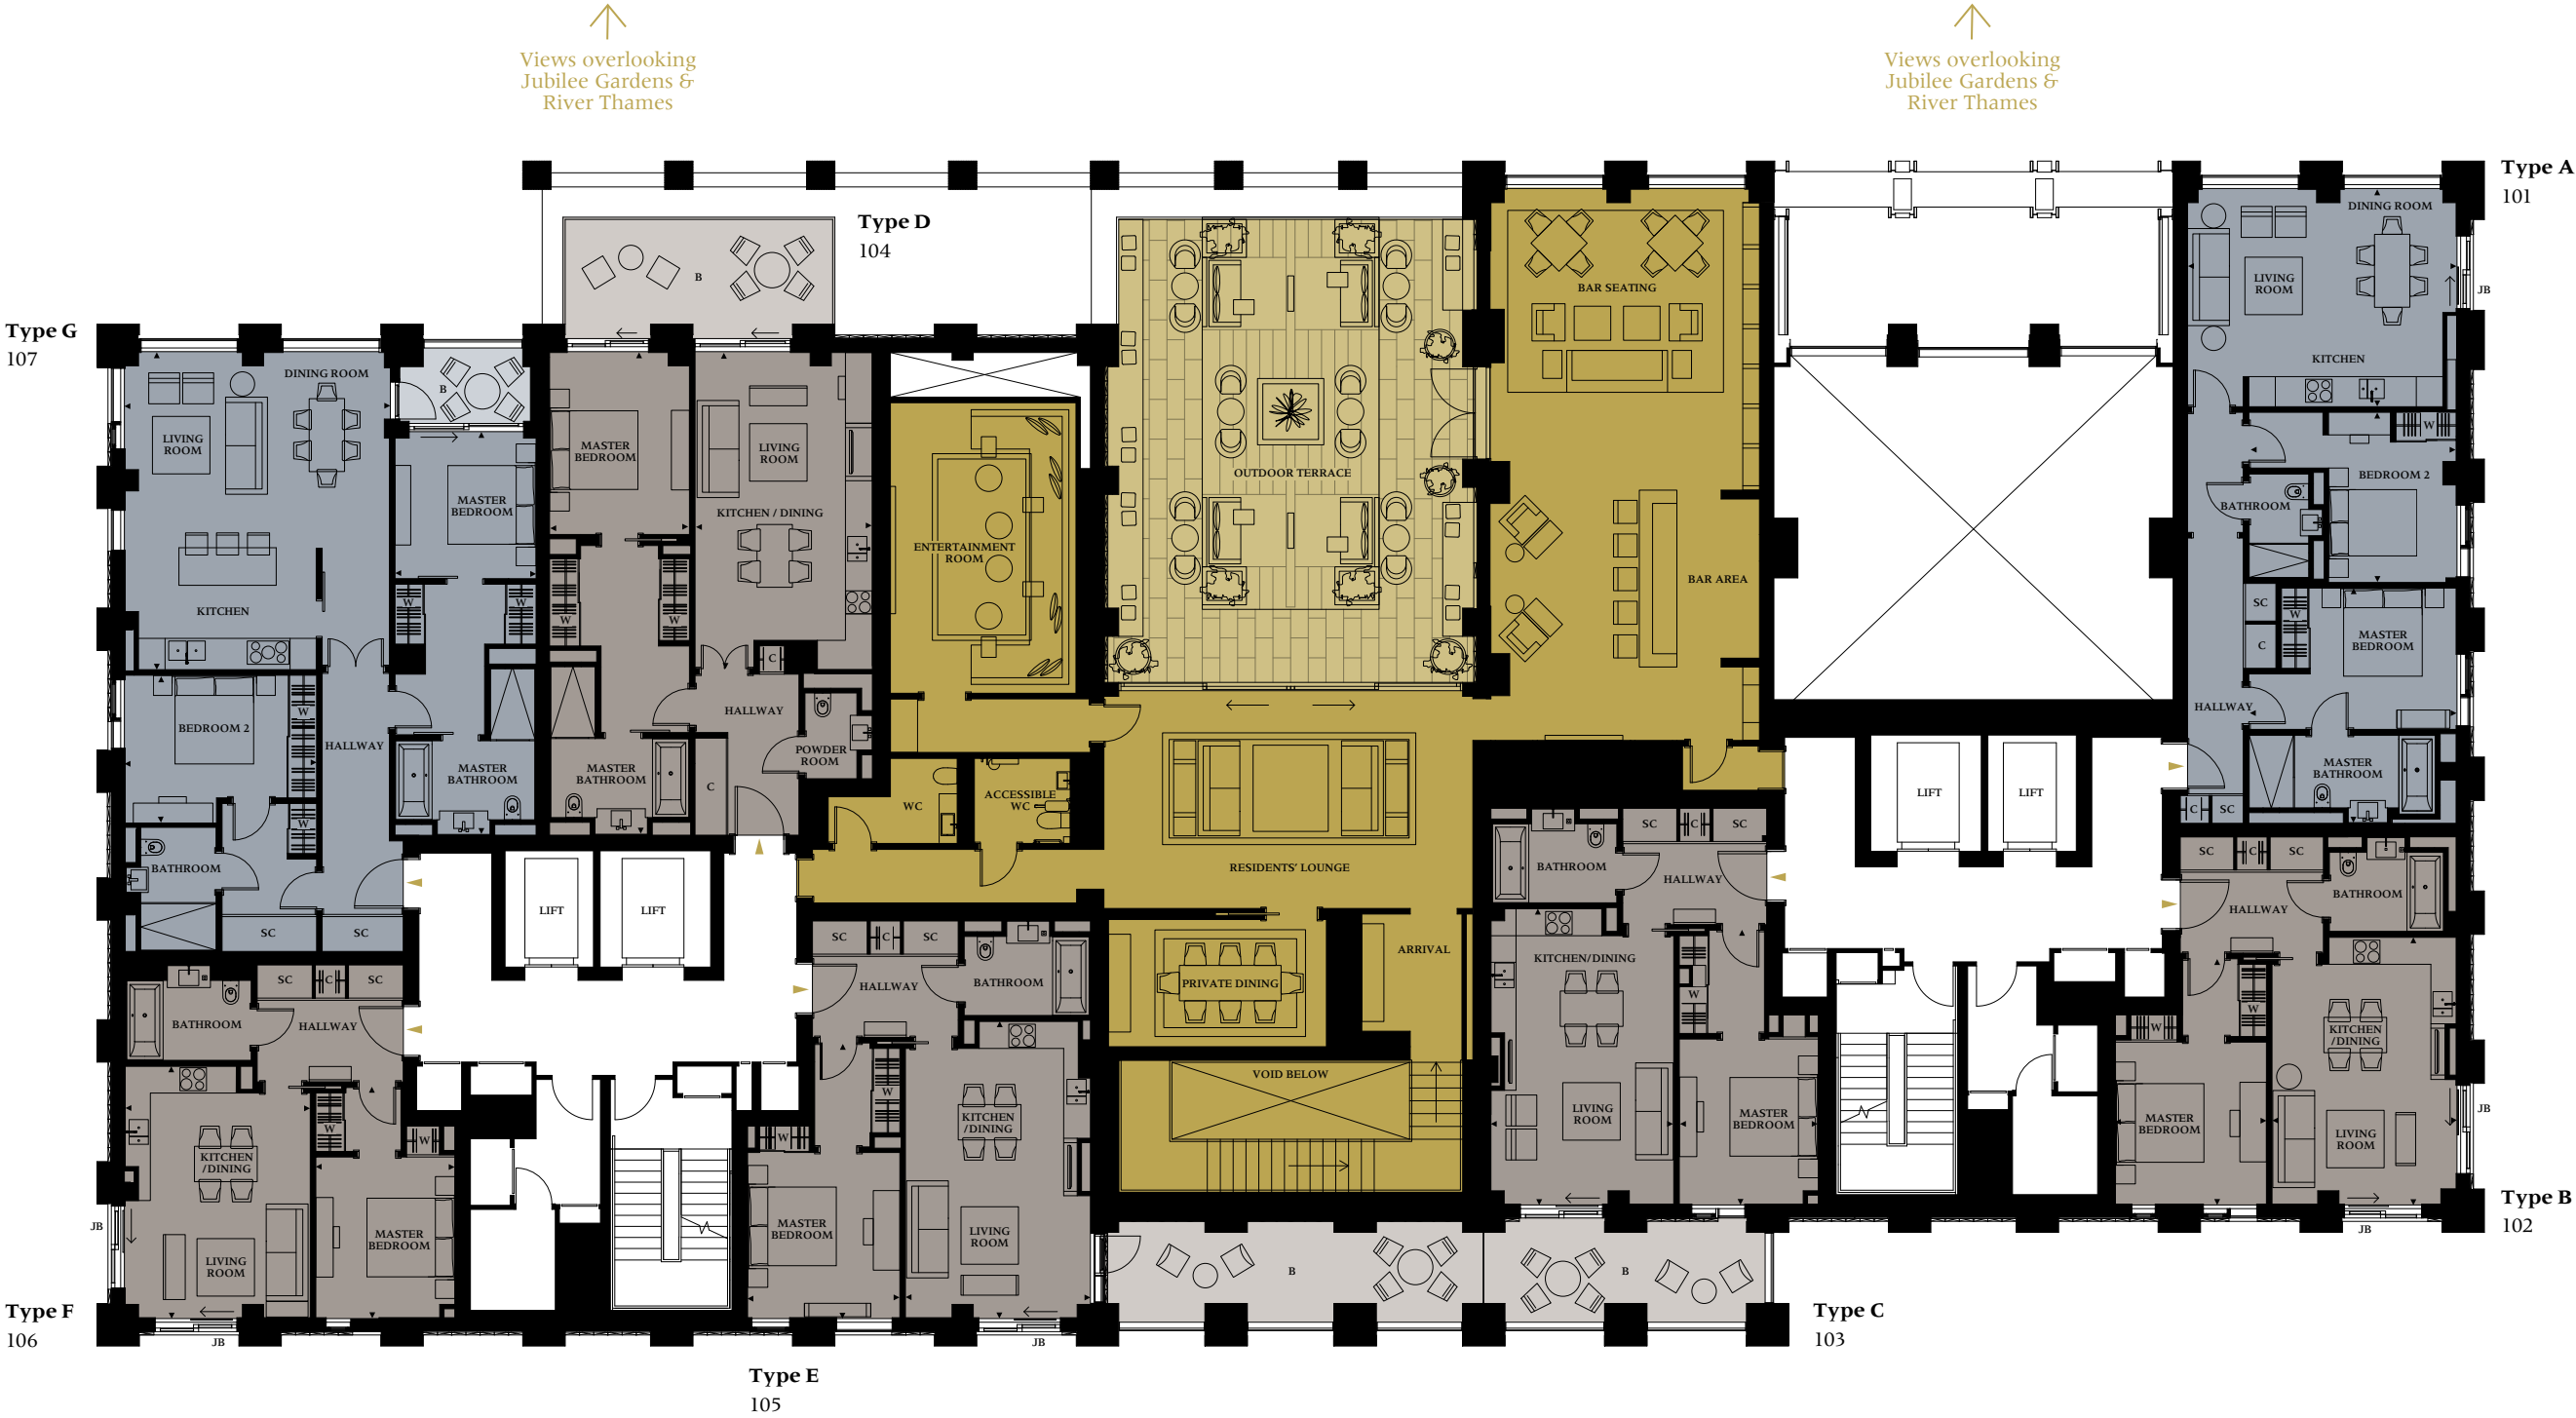 Views overlooking
Jubilee Gardens &
River Thames
Views overlooking
Jubilee Gardens &
River Thames
Type A
101
Type D
104
Type G
107
DINING ROOM
LIVING
ROOM
KITCHEN
JB
W
BEDROOM 2
BATHROOM
SC
W
C
MASTER
BEDROOM
HALLWAY
MASTER
BATHROOM
C
SC
B
BAR SEATING
OUTDOOR TERRACE
BAR AREA
DINING ROOM
B
LIVING
ROOM
MASTER
BEDROOM
KITCHEN
W
W
BEDROOM 2
W
HALLWAY
MASTER
BATHROOM
W
BATHROOM
SC
SC
MASTER
BEDROOM
LIVING
ROOM
KITCHEN / DINING
W
W
C
HALLWAY
POWDER
ROOM
MASTER
BATHROOM
C
ENTERTAINMENT
ROOM
WC
ACCESSIBLE
WC
RESIDENTS' LOUNGE
PRIVATE DINING
ARRIVAL
VOID BELOW
LIFT
LIFT
LIFT
LIFT
SC
C
SC
BATHROOM
HALLWAY
KITCHEN/DINING
W
LIVING
ROOM
MASTER
BEDROOM
B
B
Type C
103
SC
C
SC
BATHROOM
HALLWAY
W
W
KITCHEN
/DINING
MASTER
BEDROOM
LIVING
ROOM
JB
JB
Type B
102
SC
C
SC
HALLWAY
BATHROOM
W
W
KITCHEN
/DINING
MASTER
BEDROOM
LIVING
ROOM
JB
Type E
105
SC
C
SC
BATHROOM
HALLWAY
W
W
KITCHEN
/DINING
JB
MASTER
BEDROOM
LIVING
ROOM
JB
Type F
106